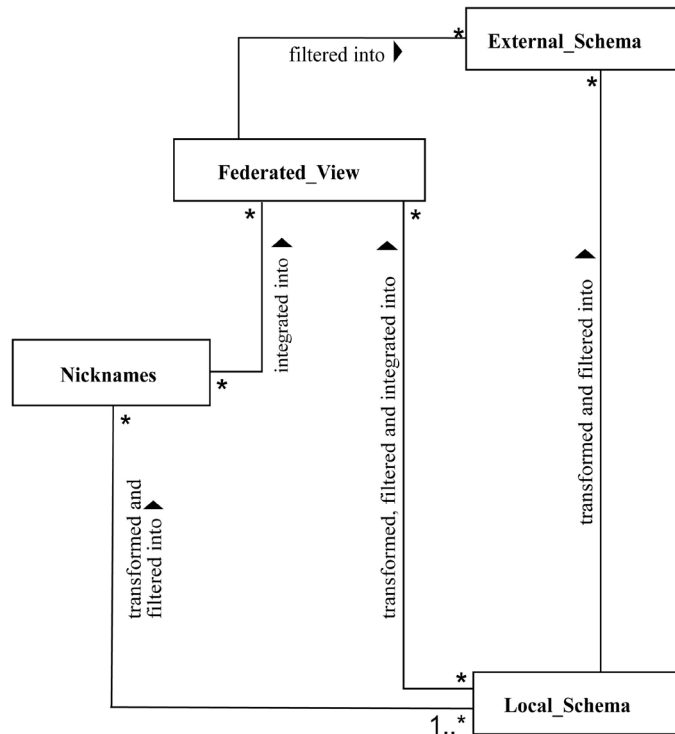 External_Schema
*
filtered into
*
Federated_View
*
*
integrated into
transformed, filtered and integrated into
transformed and filtered into
Nicknames
*
*
transformed and
filtered into
*
Local_Schema
1..*